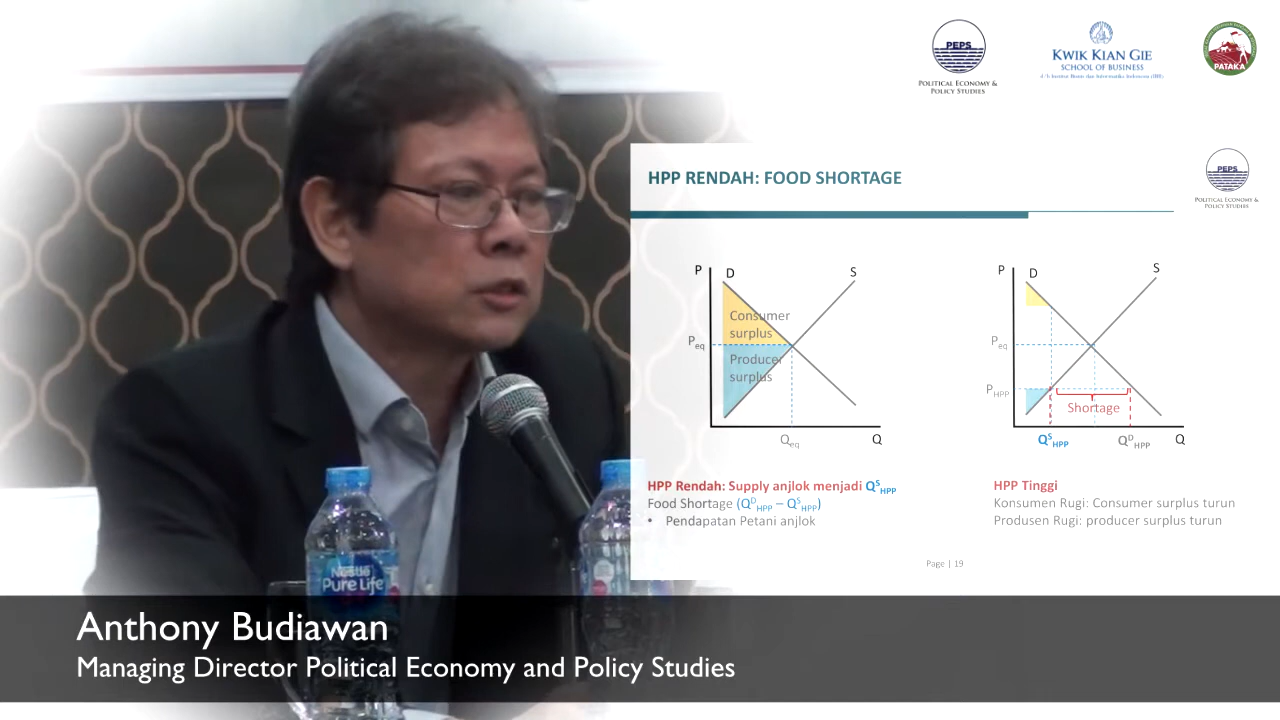 PEPS
POLITICAL ECONOMY &
POLICY STUDIES
KWIK KIAN GIE
SCHOOL OF BUSINESS
PATAKA
HPP RENDAH: FOOD SHORTAGE
PEPS
POLITICAL ECONOMY &
POLICY STUDIES
P
D
S
Consumer
surplus
Peq
Producer
surplus
Qeq
Q
P
D
S
Peq
PHPP
Shortage
QSHPP
QDHPP
Q
HPP Rendah: Supply anjlok menjadi QSHPP
Food Shortage (QDHPP – QSHPP)
• Pendapatan Petani anjlok
HPP Tinggi
Konsumen Rugi: Consumer surplus turun
Produsen Rugi: producer surplus turun
Page | 19
Nestlé
Pure Life
Anthony Budiawan
Managing Director Political Economy and Policy Studies